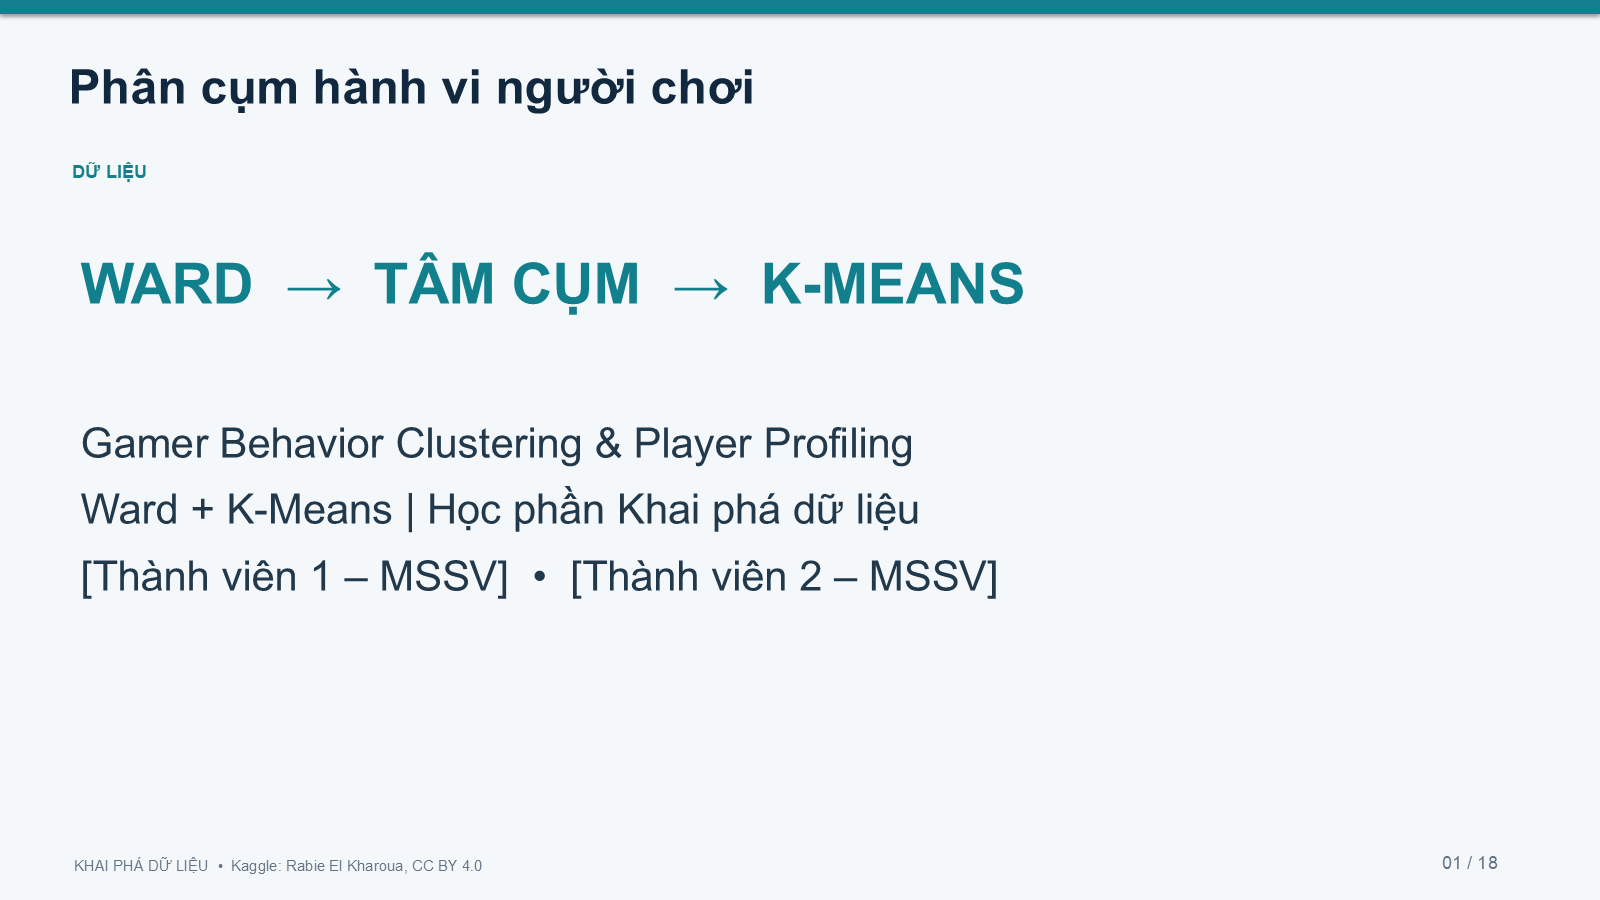 Phân cụm hành vi người chơi
DỮ LIỆU
WARD → TÂM CỤM → K-MEANS
Gamer Behavior Clustering & Player Profiling
Ward + K-Means | Học phần Khai phá dữ liệu
[Thành viên 1 – MSSV] • [Thành viên 2 – MSSV]
KHAI PHÁ DỮ LIỆU • Kaggle: Rabie El Kharoua, CC BY 4.0
01 / 18